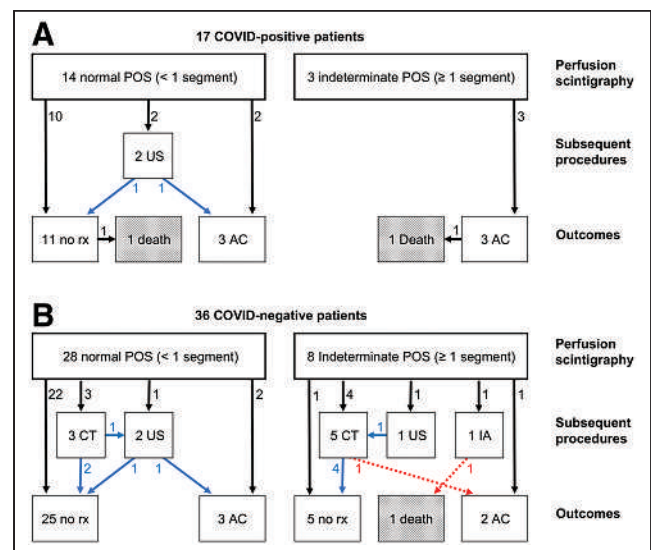 A
17 COVID-positive patients
14 normal POS (< 1 segment)
3 indeterminate POS (≥ 1 segment)
Perfusion
scintigraphy
10
2
2
3
2 US
Subsequent
procedures
1
1
11 no rx
1
1 death
3 AC
1 Death
1
3 AC
Outcomes
B
36 COVID-negative patients
28 normal POS (< 1 segment)
8 Indeterminate POS (≥ 1 segment)
Perfusion
scintigraphy
22
3
1
2
1
4
1
1
1
3 CT
1
2 US
5 CT
1
1 US
1 IA
Subsequent
procedures
2
1
1
4
1
1
25 no rx
3 AC
5 no rx
1 death
2 AC
Outcomes